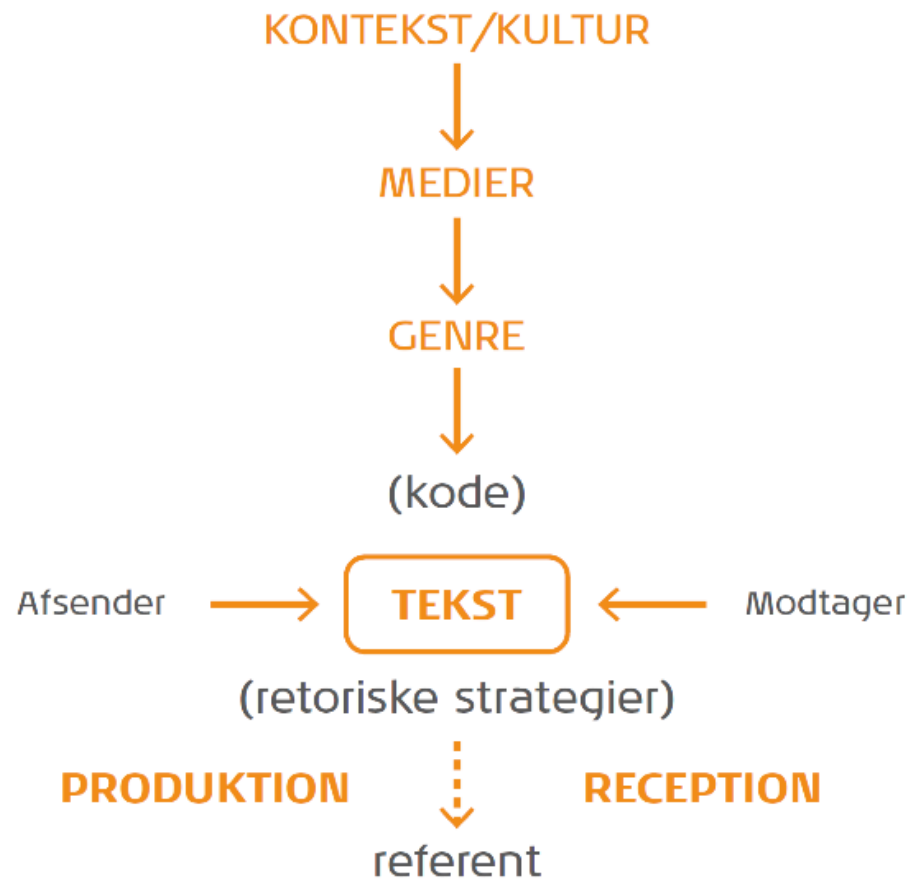 KONTEKST/KULTUR
MEDIER
GENRE
(kode)
Afsender TEKST Modtager
(retoriske strategier)
PRODUKTION RECEPTION
referent